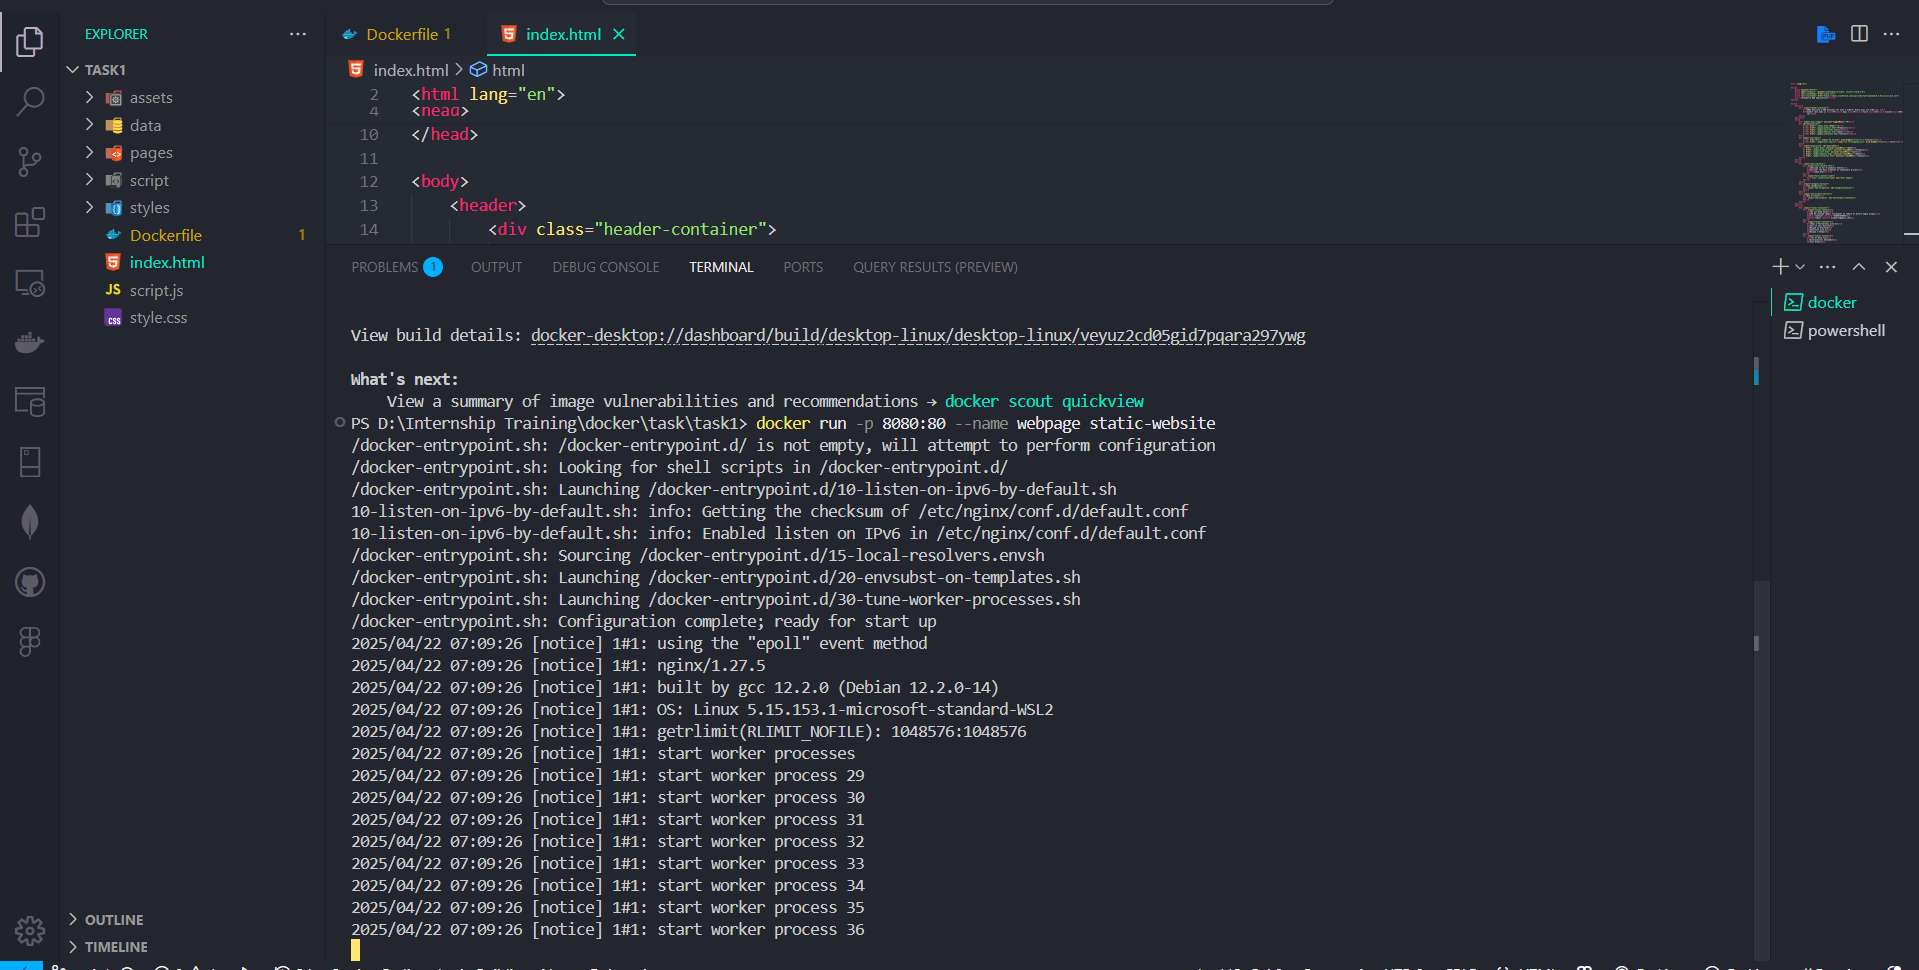 EXPLORER
TASK1
assets
data
pages
script
styles
Dockerfile 1
index.html
script.js
style.css
OUTLINE
TIMELINE
Dockerfile 1
index.html
index.html > html
2 <html lang="en">
4 <head>
10 </head>
11
12 <body>
13 <header>
14 <div class="header-container">
PROBLEMS 1 OUTPUT DEBUG CONSOLE TERMINAL PORTS QUERY RESULTS (PREVIEW)
docker
powershell
View build details: docker-desktop://dashboard/build/desktop-linux/desktop-linux/veyuz2cd05gid7pqara297ywg
What's next:
View a summary of image vulnerabilities and recommendations → docker scout quickview
PS D:\Internship Training\docker\task\task1> docker run -p 8080:80 --name webpage static-website
/docker-entrypoint.sh: /docker-entrypoint.d/ is not empty, will attempt to perform configuration
/docker-entrypoint.sh: Looking for shell scripts in /docker-entrypoint.d/
/docker-entrypoint.sh: Launching /docker-entrypoint.d/10-listen-on-ipv6-by-default.sh
10-listen-on-ipv6-by-default.sh: info: Getting the checksum of /etc/nginx/conf.d/default.conf
10-listen-on-ipv6-by-default.sh: info: Enabled listen on IPv6 in /etc/nginx/conf.d/default.conf
/docker-entrypoint.sh: Sourcing /docker-entrypoint.d/15-local-resolvers.envsh
/docker-entrypoint.sh: Launching /docker-entrypoint.d/20-envsubst-on-templates.sh
/docker-entrypoint.sh: Launching /docker-entrypoint.d/30-tune-worker-processes.sh
/docker-entrypoint.sh: Configuration complete; ready for start up
2025/04/22 07:09:26 [notice] 1#1: using the "epoll" event method
2025/04/22 07:09:26 [notice] 1#1: nginx/1.27.5
2025/04/22 07:09:26 [notice] 1#1: built by gcc 12.2.0 (Debian 12.2.0-14)
2025/04/22 07:09:26 [notice] 1#1: OS: Linux 5.15.153.1-microsoft-standard-WSL2
2025/04/22 07:09:26 [notice] 1#1: getrlimit(RLIMIT_NOFILE): 1048576:1048576
2025/04/22 07:09:26 [notice] 1#1: start worker processes
2025/04/22 07:09:26 [notice] 1#1: start worker process 29
2025/04/22 07:09:26 [notice] 1#1: start worker process 30
2025/04/22 07:09:26 [notice] 1#1: start worker process 31
2025/04/22 07:09:26 [notice] 1#1: start worker process 32
2025/04/22 07:09:26 [notice] 1#1: start worker process 33
2025/04/22 07:09:26 [notice] 1#1: start worker process 34
2025/04/22 07:09:26 [notice] 1#1: start worker process 35
2025/04/22 07:09:26 [notice] 1#1: start worker process 36